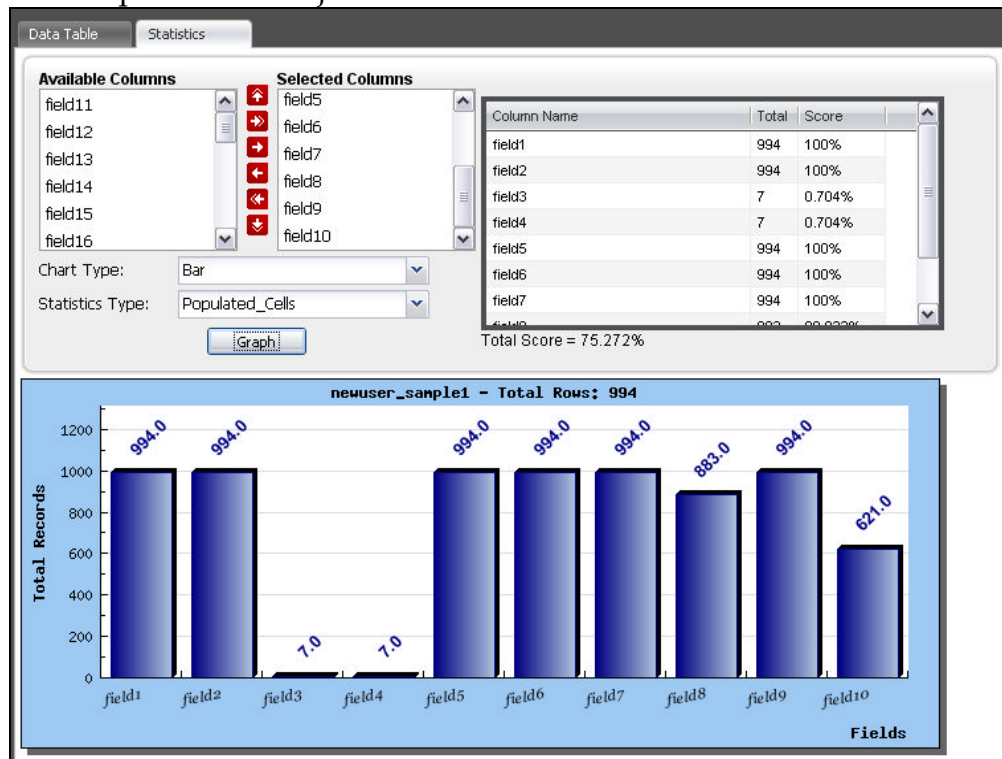 Data Table Statistics
Available Columns Selected Columns
field11
field12
field13
field14
field15
field16
field5
field6
field7
field8
field9
field10
Column Name Total Score
field1 994 100%
field2 994 100%
field3 7 0.704%
field4 7 0.704%
field5 994 100%
field6 994 100%
field7 994 100%
Chart Type: Bar
Statistics Type: Populated_Cells
Graph
Total Score = 75.272%
newuser_sample1 - Total Rows: 994
Total Records
1200
1000
800
600
400
200
0
994.0 994.0 7.0 7.0 994.0 994.0 994.0 883.0 994.0 621.0
field1 field2 field3 field4 field5 field6 field7 field8 field9 field10
Fields